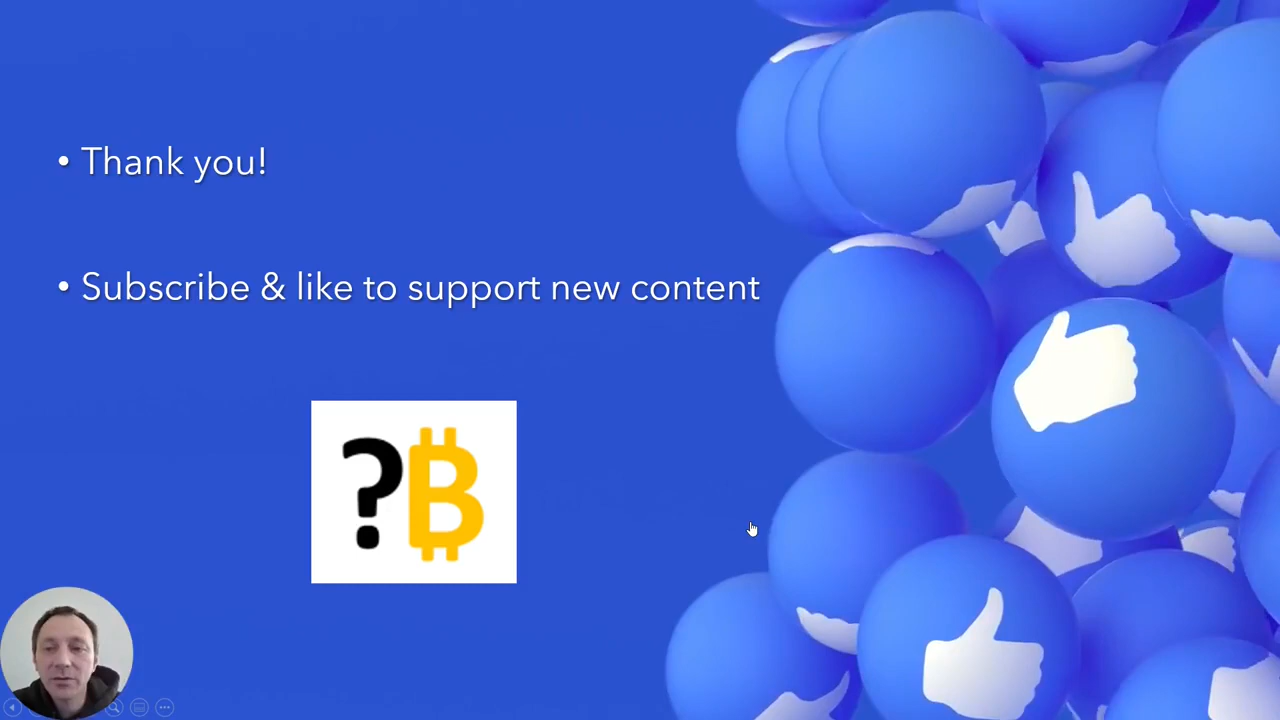 • Thank you!
• Subscribe & like to support new content
?₿